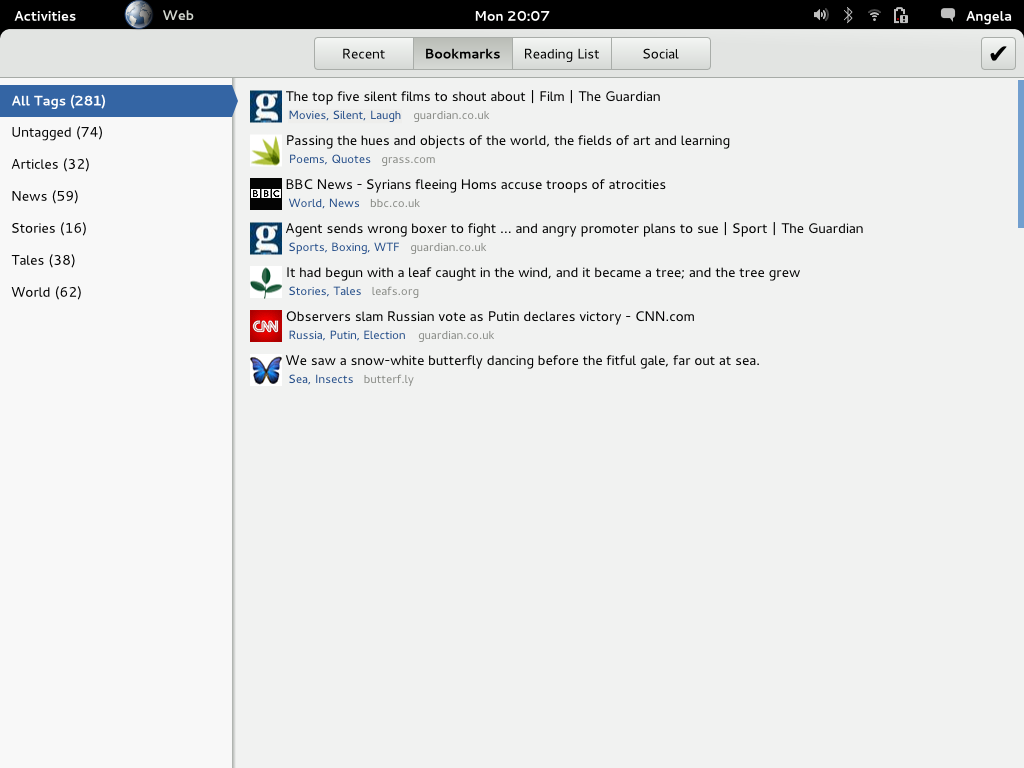 Activities Web Mon 20:07 Angela
Recent Bookmarks Reading List Social
All Tags (281)
Untagged (74)
Articles (32)
News (59)
Stories (16)
Tales (38)
World (62)
g The top five silent films to shout about | Film | The Guardian
Movies, Silent, Laugh guardian.co.uk
Passing the hues and objects of the world, the fields of art and learning
Poems, Quotes grass.com
BBC BBC News - Syrians fleeing Homs accuse troops of atrocities
World, News bbc.co.uk
g Agent sends wrong boxer to fight ... and angry promoter plans to sue | Sport | The Guardian
Sports, Boxing, WTF guardian.co.uk
It had begun with a leaf caught in the wind, and it became a tree; and the tree grew
Stories, Tales leafs.org
CNN Observers slam Russian vote as Putin declares victory - CNN.com
Russia, Putin, Election guardian.co.uk
We saw a snow-white butterfly dancing before the fitful gale, far out at sea.
Sea, Insects butterf.ly